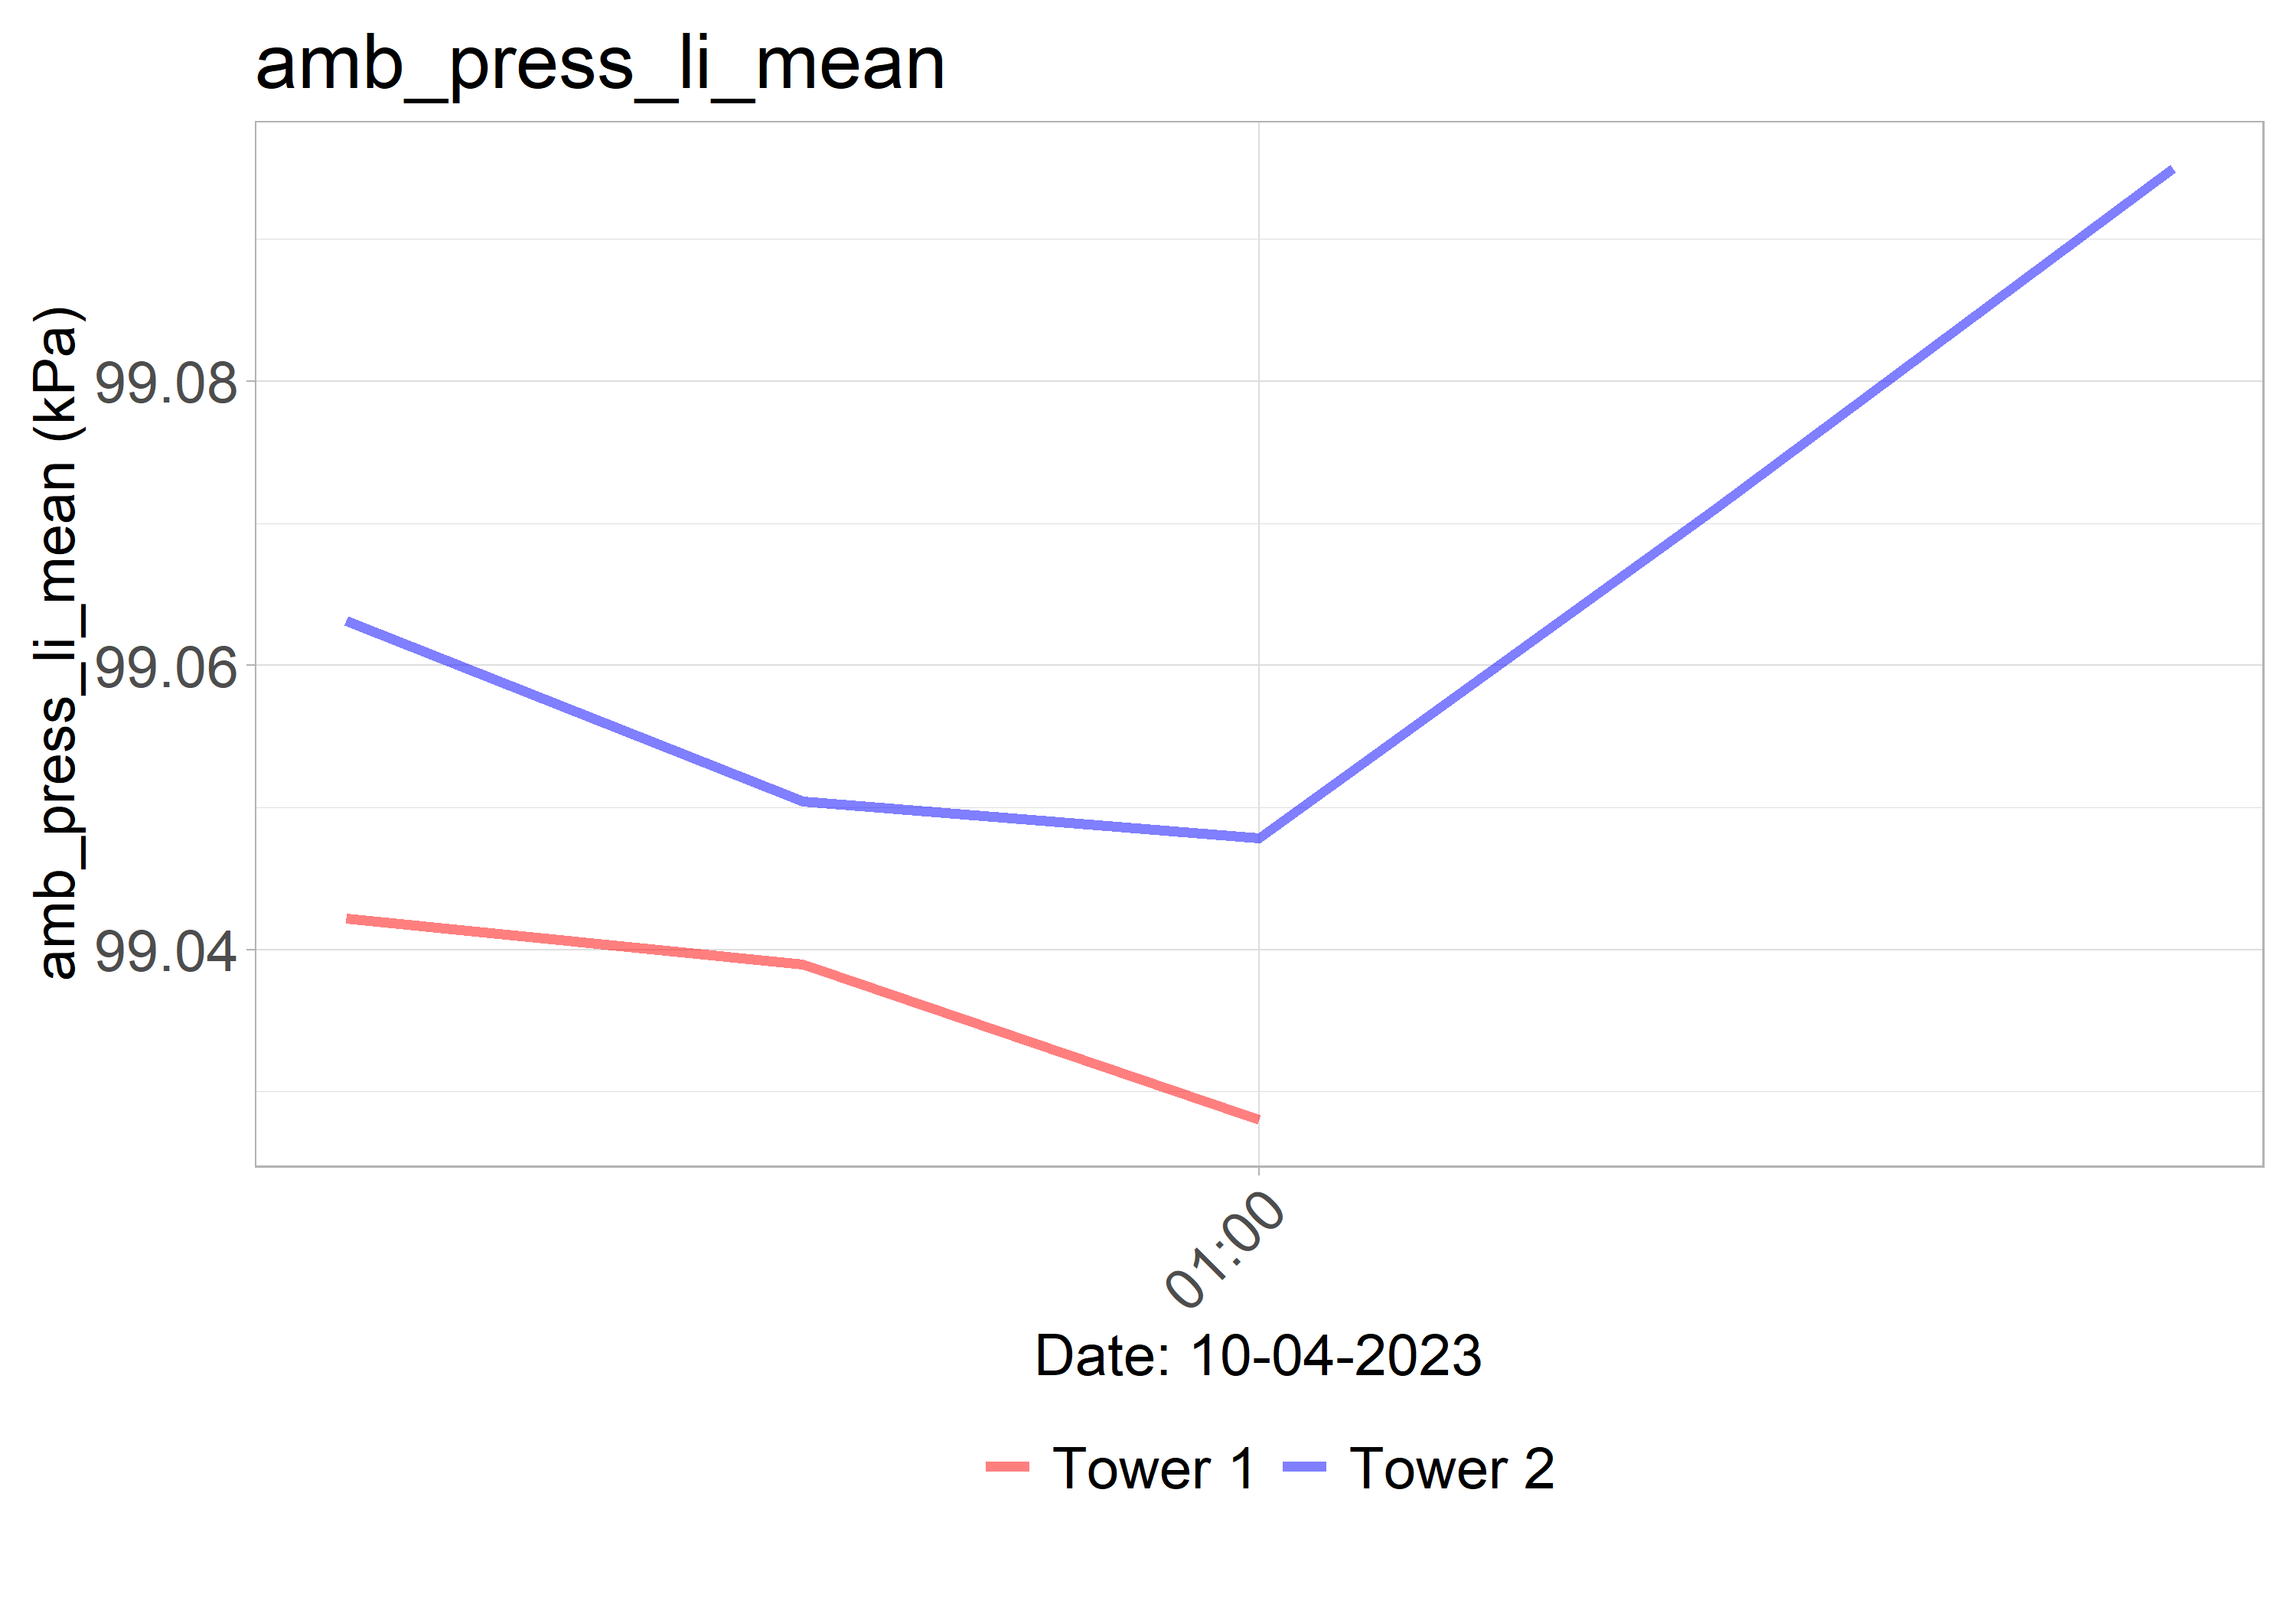 amb_press_li_mean
amb_press_li_mean (kPa)
99.08
99.06
99.04
01:00
Date: 10-04-2023
Tower 1 Tower 2